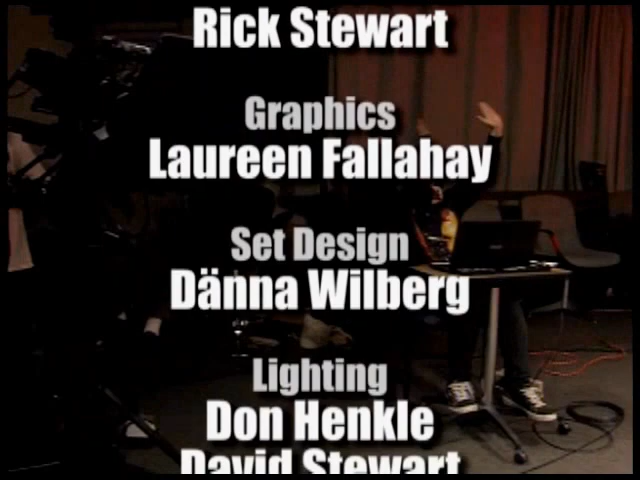 Rick Stewart
Graphics
Laureen Fallahay
Set Design
Dänna Wilberg
Lighting
Don Henkle
David Stewart